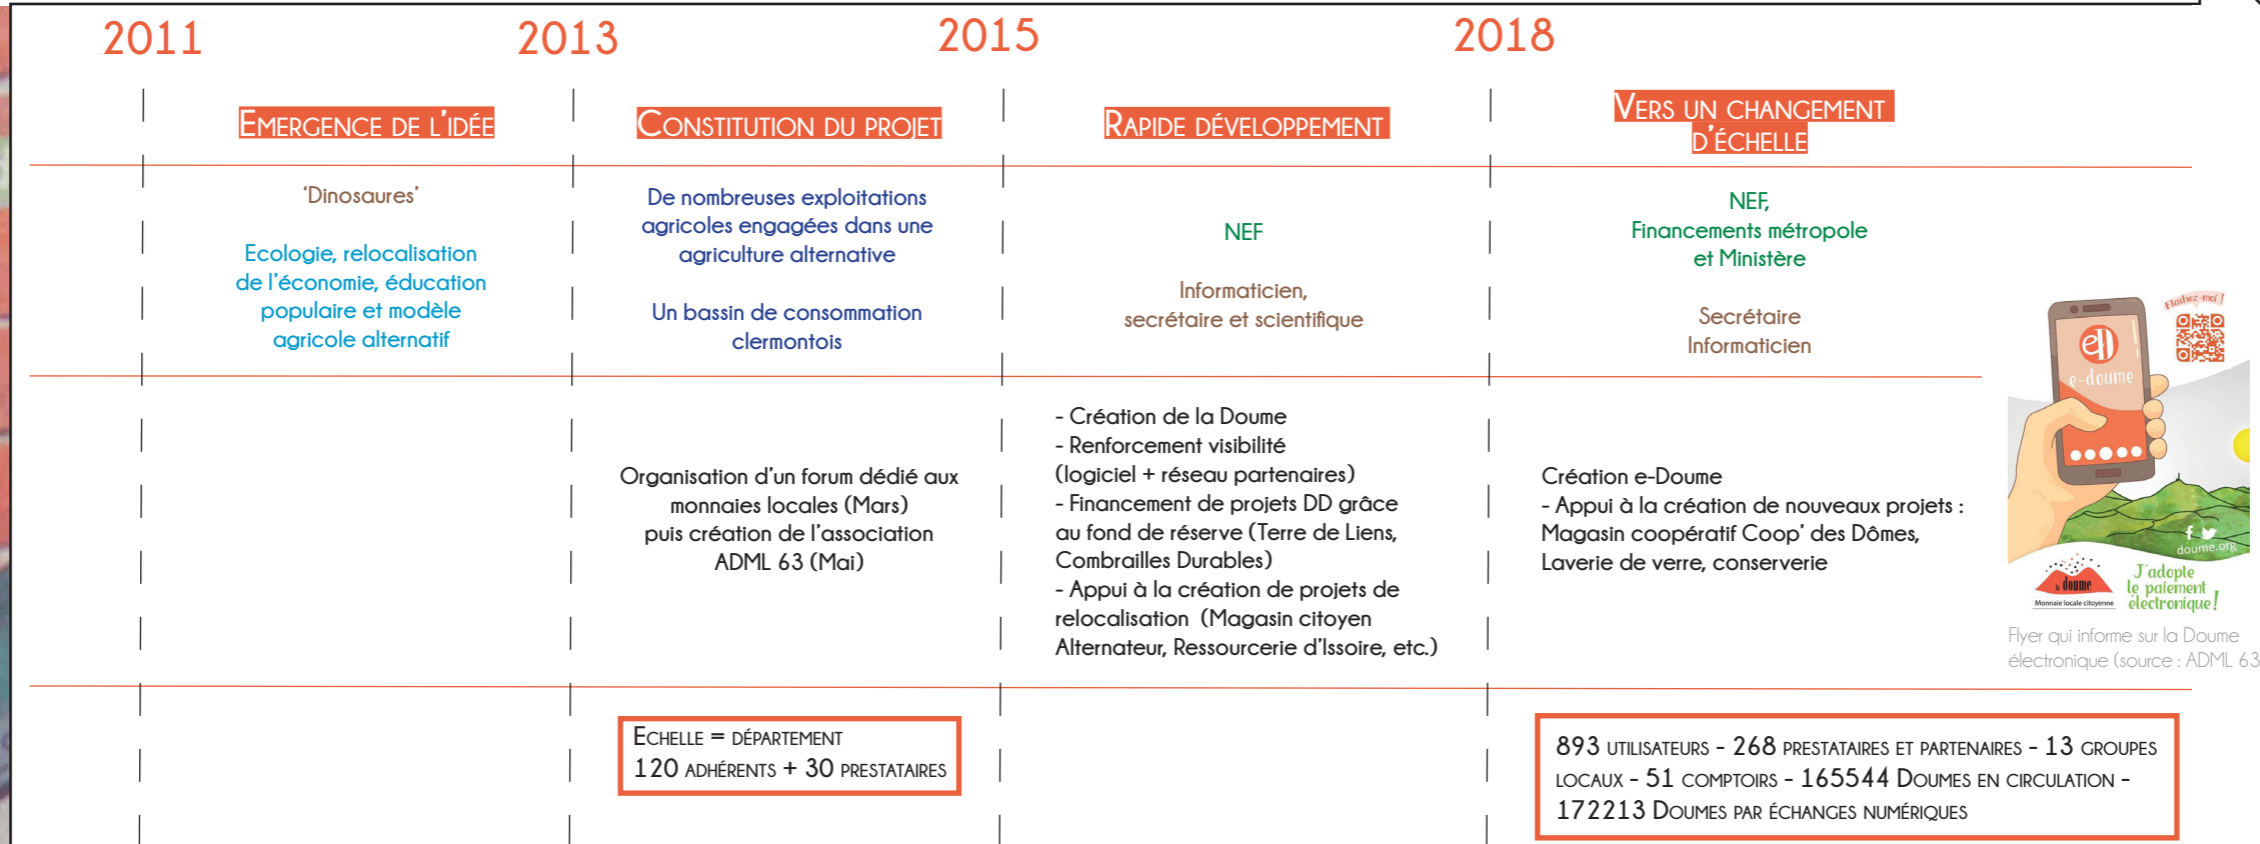 2011
2013
2015
2018
EMERGENCE DE L'IDÉE
CONSTITUTION DU PROJET
RAPIDE DÉVELOPPEMENT
VERS UN CHANGEMENT
D'ÉCHELLE
'Dinosaures'
Ecologie, relocalisation
de l'économie, éducation
populaire et modèle
agricole alternatif
De nombreuses exploitations
agricoles engagées dans une
agriculture alternative
Un bassin de consommation
clermontois
NEF
Informaticien,
secrétaire et scientifique
NEF,
Financements métropole
et Ministère
Secrétaire
Informaticien
Organisation d'un forum dédié aux
monnaies locales (Mars)
puis création de l'association
ADML 63 (Mai)
- Création de la Doume
- Renforcement visibilité
(logiciel + réseau partenaires)
- Financement de projets DD grâce
au fond de réserve (Terre de Liens,
Combrailles Durables)
- Appui à la création de projets de
relocalisation (Magasin citoyen
Alternateur, Ressourcerie d'Issoire, etc.)
Création e-Doume
- Appui à la création de nouveaux projets :
Magasin coopératif Coop' des Dômes,
Laverie de verre, conserverie
Flashez-moi !
e-doume
doume.org
la doume
Monnaie locale citoyenne
J'adopte
le paiement
électronique !
Flyer qui informe sur la Doume
électronique (source : ADML 63
ECHELLE = DÉPARTEMENT
120 ADHÉRENTS + 30 PRESTATAIRES
893 UTILISATEURS - 268 PRESTATAIRES ET PARTENAIRES - 13 GROUPES
LOCAUX - 51 COMPTOIRS - 165544 DOUMES EN CIRCULATION -
172213 DOUMES PAR ÉCHANGES NUMÉRIQUES